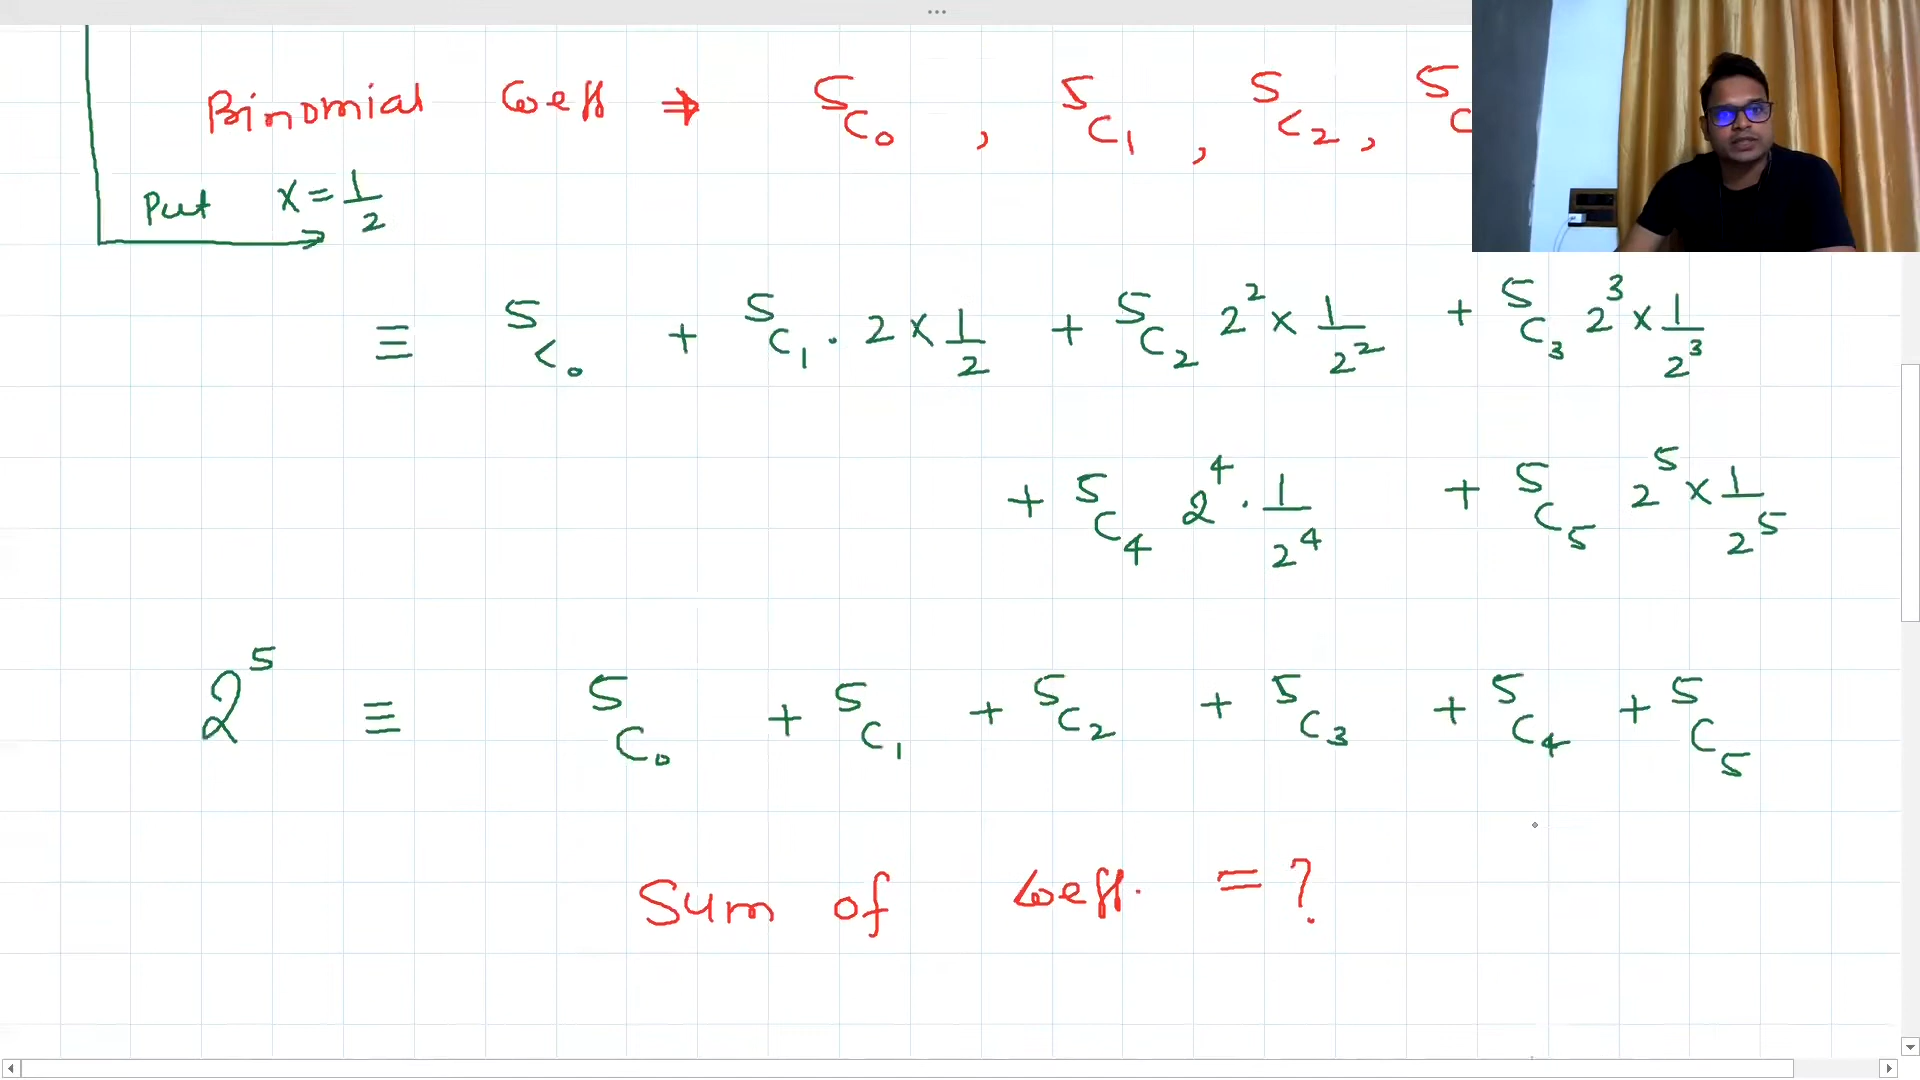 Binomial Coeff ⇒ ⁵C₀ , ⁵C₁ , ⁵C₂ , ⁵C
Put x = 1/2
≡ ⁵C₀ + ⁵C₁ . 2 × 1/2 + ⁵C₂ 2² × 1/2² + ⁵C₃ 2³ × 1/2³
+ ⁵C₄ 2⁴ . 1/2⁴ + ⁵C₅ 2⁵ × 1/2⁵
2⁵ ≡ ⁵C₀ + ⁵C₁ + ⁵C₂ + ⁵C₃ + ⁵C₄ + ⁵C₅
Sum of Coeff. = ?